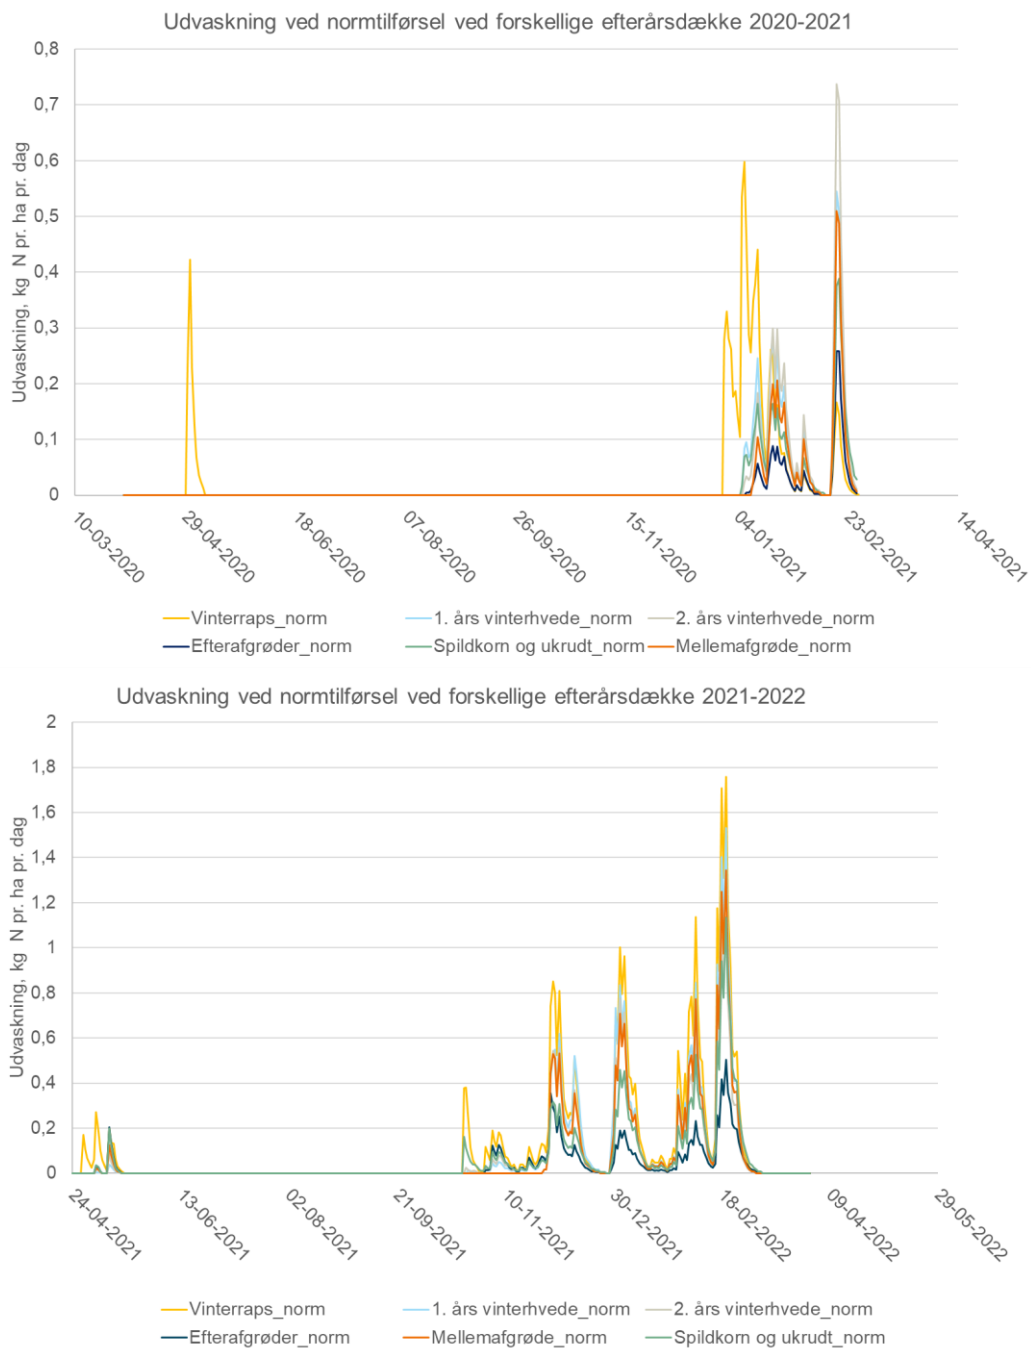 Udvaskning ved normtilførsel ved forskellige efterårsdække 2020-2021
Udvaskning, kg N pr. ha pr. dag
0,8
0,7
0,6
0,5
0,4
0,3
0,2
0,1
0
10-03-2020
29-04-2020
18-06-2020
07-08-2020
26-09-2020
15-11-2020
04-01-2021
23-02-2021
14-04-2021
Vinterraps_norm
1. års vinterhvede_norm
2. års vinterhvede_norm
Efterafgrøder_norm
Spildkorn og ukrudt_norm
Mellemafgrøde_norm
Udvaskning ved normtilførsel ved forskellige efterårsdække 2021-2022
Udvaskning, kg N pr. ha pr. dag
2
1,8
1,6
1,4
1,2
1
0,8
0,6
0,4
0,2
0
24-04-2021
13-06-2021
02-08-2021
21-09-2021
10-11-2021
30-12-2021
18-02-2022
09-04-2022
29-05-2022
Vinterraps_norm
1. års vinterhvede_norm
2. års vinterhvede_norm
Efterafgrøder_norm
Mellemafgrøde_norm
Spildkorn og ukrudt_norm